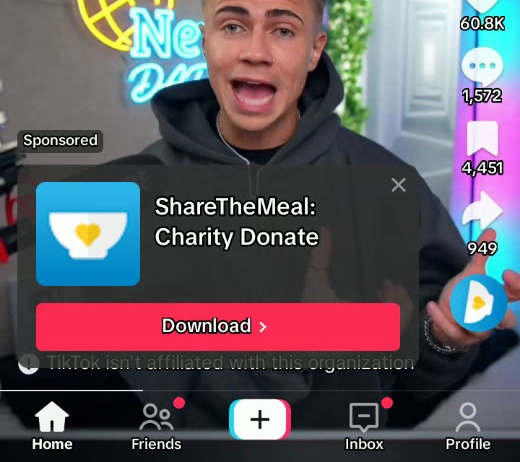 New
60.8K
1,572
Sponsored
4,451
ShareTheMeal:
Charity Donate
949
Download >
TikTok isn't affiliated with this organization
Home
Friends
Inbox
Profile